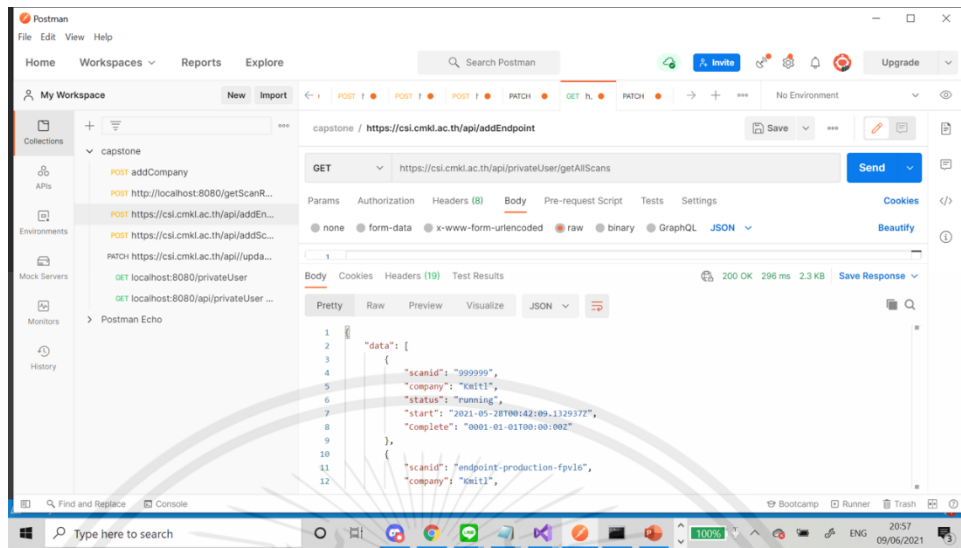 Postman
File Edit View Help
Home Workspaces Reports Explore
Search Postman
Invite
Upgrade
My Workspace
New Import
POST POST POST PATCH GET h. PATCH
No Environment
Collections
APIs
Environments
Mock Servers
Monitors
History
capstone
POST addCompany
POST http://localhost:8080/getScanR...
POST https://csi.cmkl.ac.th/api/addEn...
POST https://csi.cmkl.ac.th/api/addSc...
PATCH https://csi.cmkl.ac.th/api//upda...
GET localhost:8080/privateUser
GET localhost:8080/api/privateUser ...
Postman Echo
capstone / https://csi.cmkl.ac.th/api/addEndpoint
Save
GET https://csi.cmkl.ac.th/api/privateUser/getAllScans
Send
Params Authorization Headers (8) Body Pre-request Script Tests Settings
Cookies
none form-data x-www-form-urlencoded raw binary GraphQL JSON
Beautify
1
Body Cookies Headers (19) Test Results
200 OK 296 ms 2.3 KB Save Response
Pretty Raw Preview Visualize JSON
1 {
2 "data": [
3 {
4 "scanid": "999999",
5 "company": "Kmitl",
6 "status": "running",
7 "start": "2021-05-28T00:42:09.132937Z",
8 "Complete": "0001-01-01T00:00:00Z"
9 },
10 {
11 "scanid": "endpoint-production-fpvl6",
12 "company": "Kmitl",
Find and Replace Console
Bootcamp Runner Trash
Type here to search
100%
ENG
20:57
09/06/2021